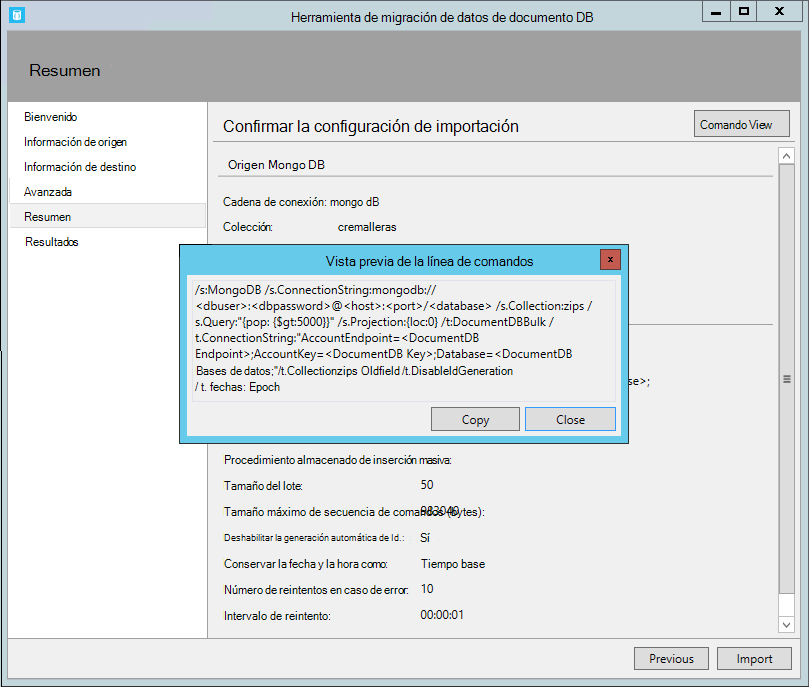 Herramienta de migración de datos de documento DB
Resumen
Bienvenido
Información de origen
Información de destino
Avanzada
Resumen
Resultados
Confirmar la configuración de importación
Comando View
Origen Mongo DB
Cadena de conexión: mongo dB
Colección: cremalleras
Vista previa de la línea de comandos
x
/s:MongoDB /s.ConnectionString:mongodb://
<dbuser>:<dbpassword>@<host>:<port>/<database> /s.Collection:zips /
s.Query:"{pop: {$gt:5000}}" /s.Projection:{loc:0} /t:DocumentDBBulk /
t.ConnectionString:"AccountEndpoint=<DocumentDB
Endpoint>;AccountKey=<DocumentDB Key>;Database=<DocumentDB
Bases de datos;"/t.Collectionzips Oldfield /t.DisableIdGeneration
/ t. fechas: Epoch
Copy
Close
se>;
Procedimiento almacenado de inserción masiva:
Tamaño del lote: 50
Tamaño máximo de secuencia de comandos (bytes): 983040
Deshabilitar la generación automática de Id.: Sí
Conservar la fecha y la hora como: Tiempo base
Número de reintentos en caso de error: 10
Intervalo de reintento: 00:00:01
Previous
Import